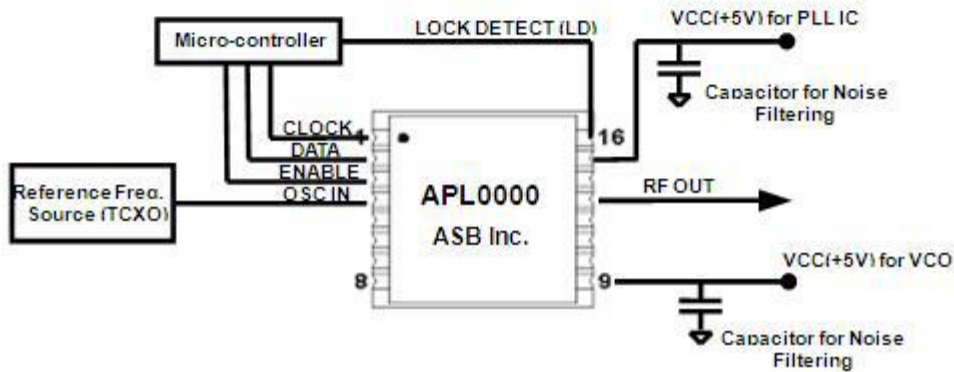 VCC(+5V) for PLL IC
Micro-controller
LOCK DETECT (LD)
Capacitor for Noise
Filtering
CLOCK
1
16
DATA
ENABLE
OSC IN
Reference Freq.
Source (TCXO)
APL0000
ASB Inc.
RF OUT
8
9
VCC(+5V) for VCO
Capacitor for Noise
Filtering